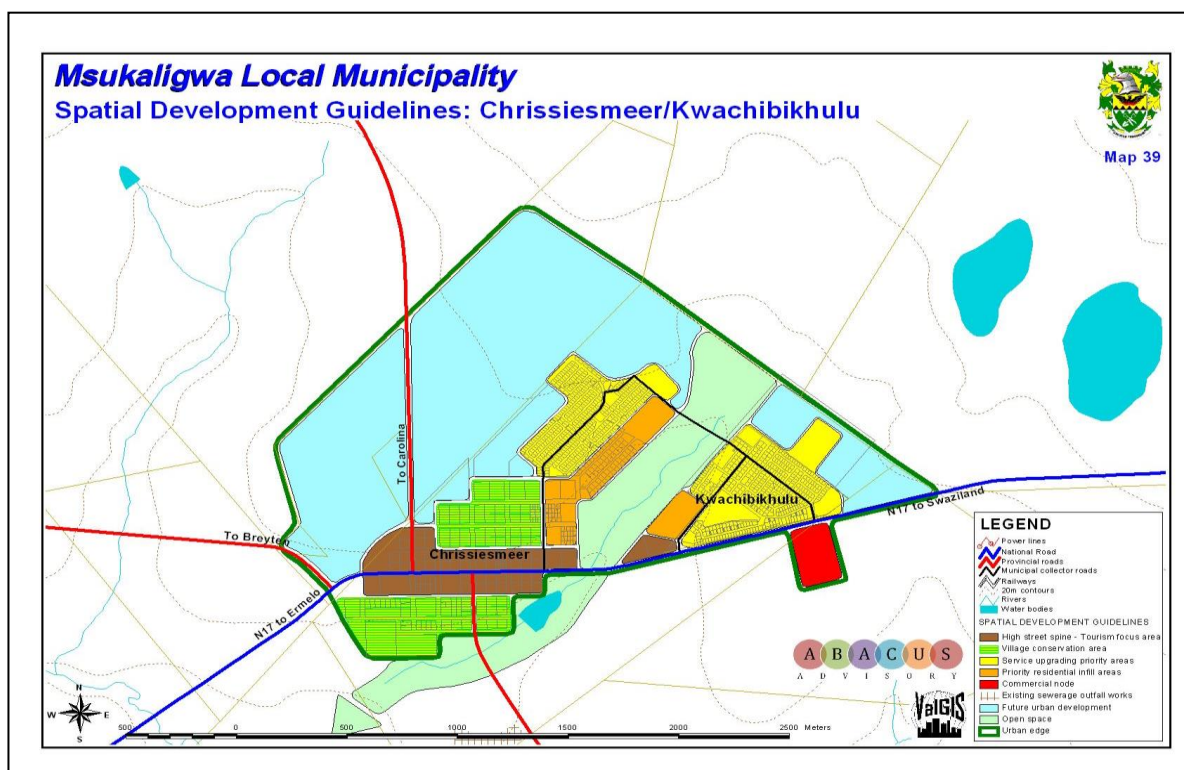 Msukaligwa Local Municipality
Spatial Development Guidelines: Chrissiesmeer/Kwachibikhulu
Map 39
To Carolina
To Breyten
Chrissiesmeer
Kwachibikhulu
N17 to Swaziland
N17 to Ermelo
LEGEND
Power lines
National Road
Provincial roads
Municipal collector roads
Railways
20m contours
Rivers
Water bodies
SPATIAL DEVELOPMENT GUIDELINES
High street spine - Tourism focus area
Village conservation area
Service upgrading priority areas
Priority residential infill areas
Commercial node
Existing sewerage outfall works
Future urban development
Open space
Urban edge
ABACUS
ADVISORY
ValGIS
N
W E
S
500 0 500 1000 1500 2000 2500 Meters